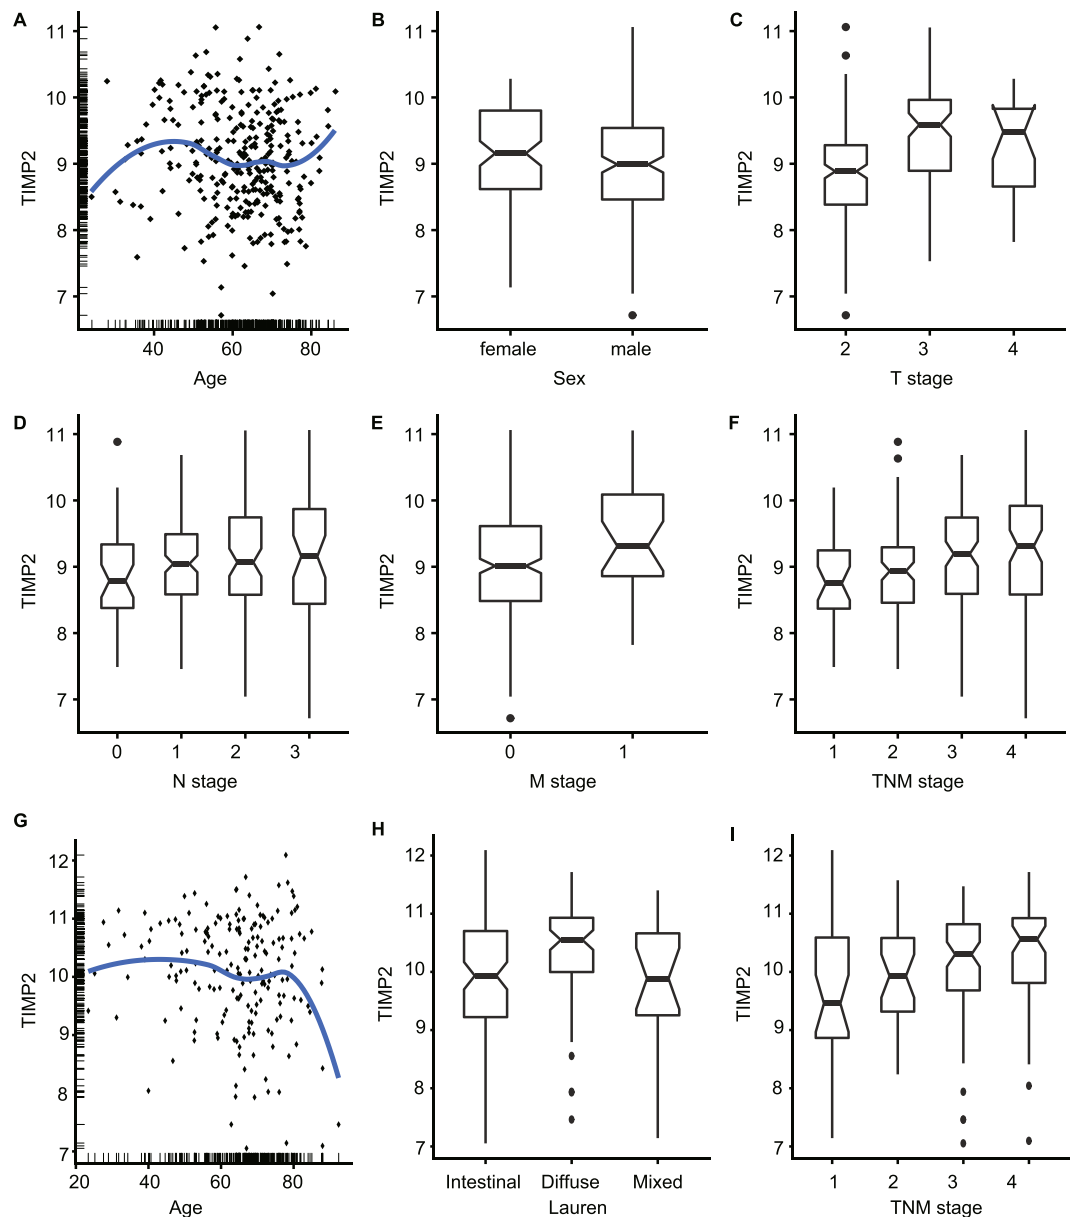 A
TIMP2
11
10
9
8
7
40 60 80
Age
B
TIMP2
11
10
9
8
7
female male
Sex
C
TIMP2
11
10
9
8
7
2 3 4
T stage
D
TIMP2
11
10
9
8
7
0 1 2 3
N stage
E
TIMP2
11
10
9
8
7
0 1
M stage
F
TIMP2
11
10
9
8
7
1 2 3 4
TNM stage
G
TIMP2
12
11
10
9
8
7
20 40 60 80
Age
H
TIMP2
12
11
10
9
8
7
Intestinal Diffuse Mixed
Lauren
I
TIMP2
12
11
10
9
8
7
1 2 3 4
TNM stage